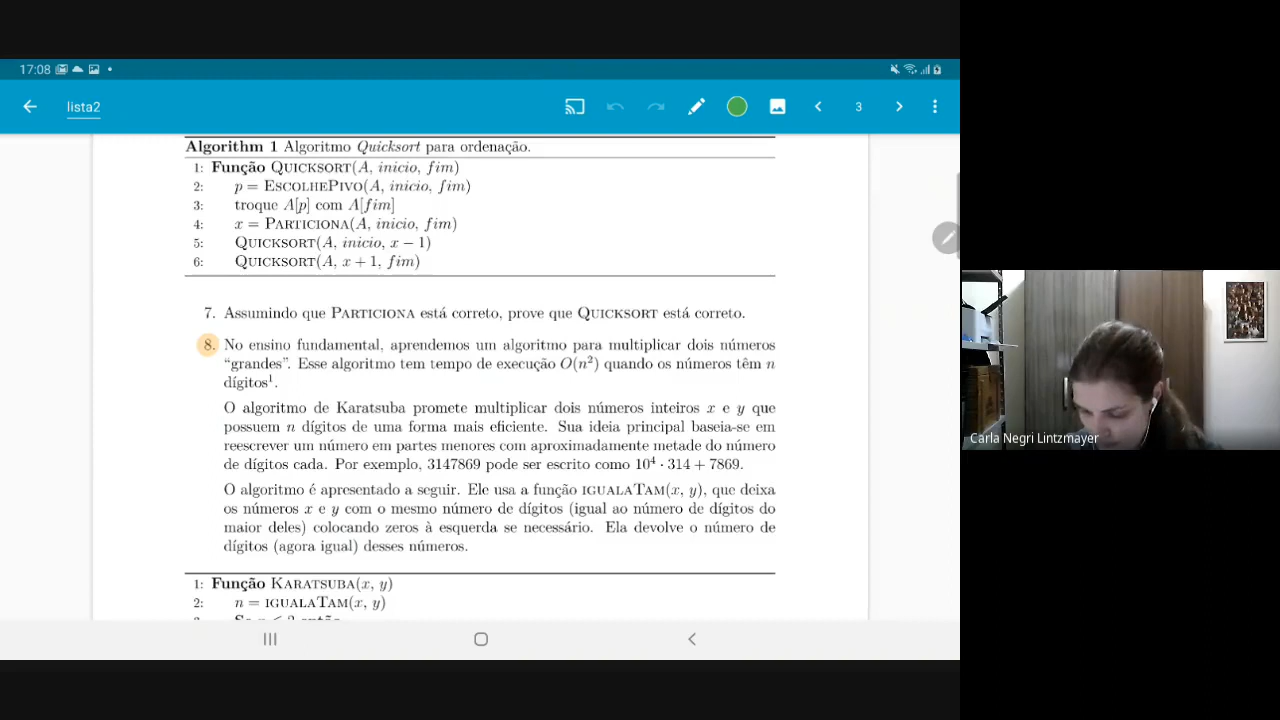 17:08
lista2
3
Algorithm 1 Algoritmo Quicksort para ordenação.
1: Função QUICKSORT(A, inicio, fim)
2: p = ESCOLHEPIVO(A, inicio, fim)
3: troque A[p] com A[fim]
4: x = PARTICIONA(A, inicio, fim)
5: QUICKSORT(A, inicio, x − 1)
6: QUICKSORT(A, x + 1, fim)
7. Assumindo que PARTICIONA está correto, prove que QUICKSORT está correto.
8. No ensino fundamental, aprendemos um algoritmo para multiplicar dois números
“grandes”. Esse algoritmo tem tempo de execução O(n²) quando os números têm n
dígitos¹.
O algoritmo de Karatsuba promete multiplicar dois números inteiros x e y que
possuem n dígitos de uma forma mais eficiente. Sua ideia principal baseia-se em
reescrever um número em partes menores com aproximadamente metade do número
de dígitos cada. Por exemplo, 3147869 pode ser escrito como 10⁴ · 314 + 7869.
O algoritmo é apresentado a seguir. Ele usa a função IGUALATAM(x, y), que deixa
os números x e y com o mesmo número de dígitos (igual ao número de dígitos do
maior deles) colocando zeros à esquerda se necessário. Ela devolve o número de
dígitos (agora igual) desses números.
1: Função KARATSUBA(x, y)
2: n = IGUALATAM(x, y)
Carla Negri Lintzmayer